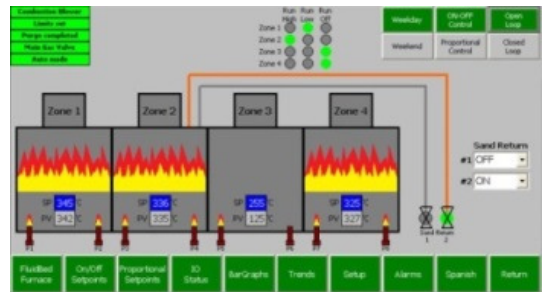 Combustion Blower
Limits set
Purge completed
Main Gas Valve
Auto mode
Run High
Run Low
Run Off
Zone 1
Zone 2
Zone 3
Zone 4
Weekday
ON-OFF Control
Open Loop
Weekend
Proportional Control
Closed Loop
Zone 1
Zone 2
Zone 3
Zone 4
SP 345 °C
PV 342 °C
SP 336 °C
PV 335 °C
SP 255 °C
PV 125 °C
SP 325 °C
PV 327 °C
Sand Return
#1 OFF
#2 ON
Sand Return
1 2
FluidBed Furnace
On/Off Setpoints
Proportional Setpoints
IO Status
BarGraphs
Trends
Setup
Alarms
Spanish
Return